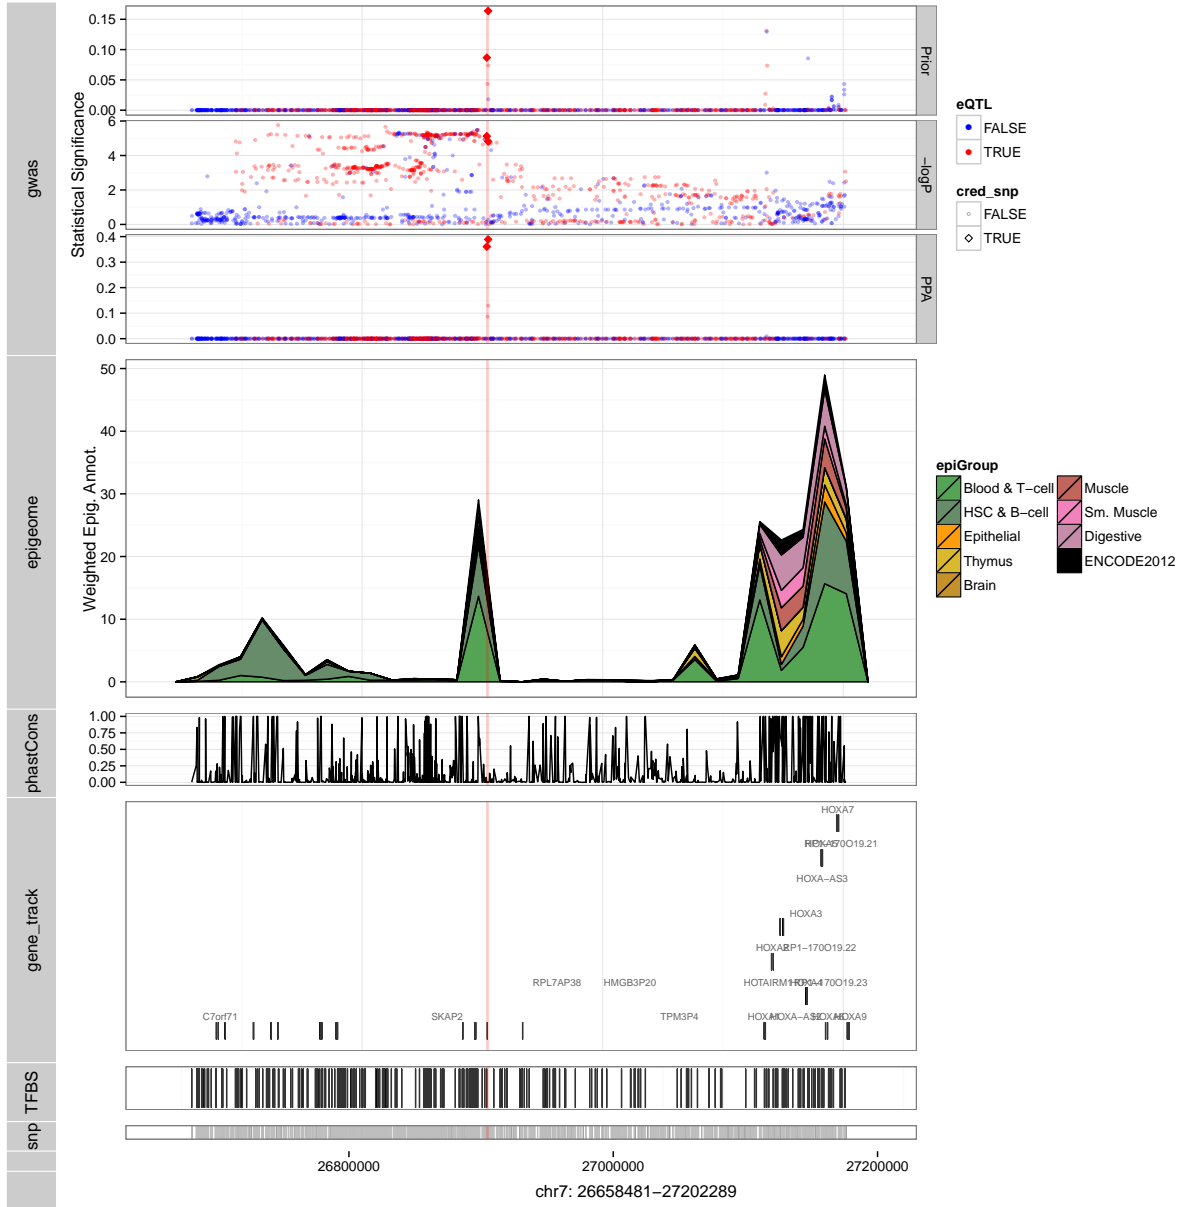 gwas
Statistical Significance
0.15
0.10
0.05
0.00
Prior
6
4
2
0
−logP
0.4
0.3
0.2
0.1
0.0
PPA
eQTL
FALSE
TRUE
cred_snp
FALSE
TRUE
epigeome
Weighted Epig. Annot.
50
40
30
20
10
0
epiGroup
Blood & T−cell
HSC & B−cell
Epithelial
Thymus
Brain
Muscle
Sm. Muscle
Digestive
ENCODE2012
phastCons
1.00
0.75
0.50
0.25
0.00
gene_track
HOXA7
HOXA−AS3
HOXA3
RP1−170O19.22
RPL7AP38
HMGB3P20
HOTAIRM1
C7orf71
SKAP2
TPM3P4
HOXA9
TFBS
snp
26800000
27000000
27200000
chr7: 26658481−27202289